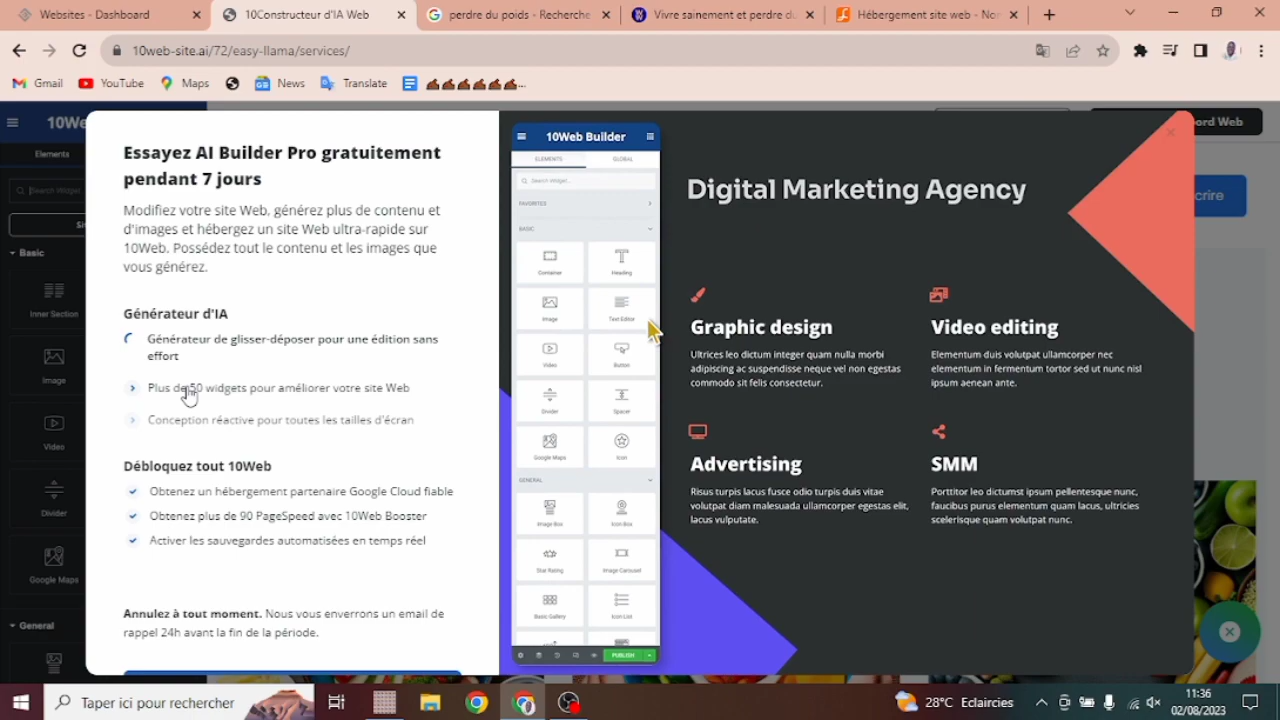 Websites - Dashboard
10Constructeur d'IA Web
perdre du poids - Recherche
Vivre sainement et perdre du
Hébergement site web - Nom
10web-site.ai/72/easy-llama/services/
Gmail
YouTube
Maps
News
Translate
10We
ord Web
Elements
Search Widget
crire
Basic
Inner Section
Image
Video
Divider
Google Maps
General
Essayez AI Builder Pro gratuitement
pendant 7 jours
Modifiez votre site Web, générez plus de contenu et
d'images et hébergez un site Web ultra-rapide sur
10Web. Possédez tout le contenu et les images que
vous générez.
Générateur d'IA
Générateur de glisser-déposer pour une édition sans
effort
Plus de 50 widgets pour améliorer votre site Web
Conception réactive pour toutes les tailles d'écran
Débloquez tout 10Web
Obtenez un hébergement partenaire Google Cloud fiable
Obtenez plus de 90 PageSpeed avec 10Web Booster
Activer les sauvegardes automatisées en temps réel
Annulez à tout moment. Nous vous enverrons un email de
rappel 24h avant la fin de la période.
10Web Builder
ELEMENTS GLOBAL
Search Widget...
FAVORITES
BASIC
Container Heading
Image Text Editor
Video Button
Divider Spacer
Google Maps Icon
GENERAL
Image Box Icon Box
Star Rating Image Carousel
Basic Gallery Icon List
PUBLISH
Digital Marketing Agency
Graphic design
Ultrices leo dictum integer quam nulla morbi
adipiscing ac suspendisse neque vel non egestas
commodo sit felis consectetur.
Video editing
Elementum duis volutpat ullamcorper nec
elementum in fermentum tortor sed ut nunc nisl
ipsum aenean ante.
Advertising
Risus turpis lacus fusce odio turpis duis vitae
volutpat diam malesuada ullamcorper egestas elit,
lacus vulputate.
SMM
Porttitor leo dictumst ipsum pellentesque nunc,
faucibus purus elementum quam lacus, ultricies
scelerisque quam volutpat nunc.
Taper ici pour rechercher
28°C Eclaircies
11:36
02/08/2023